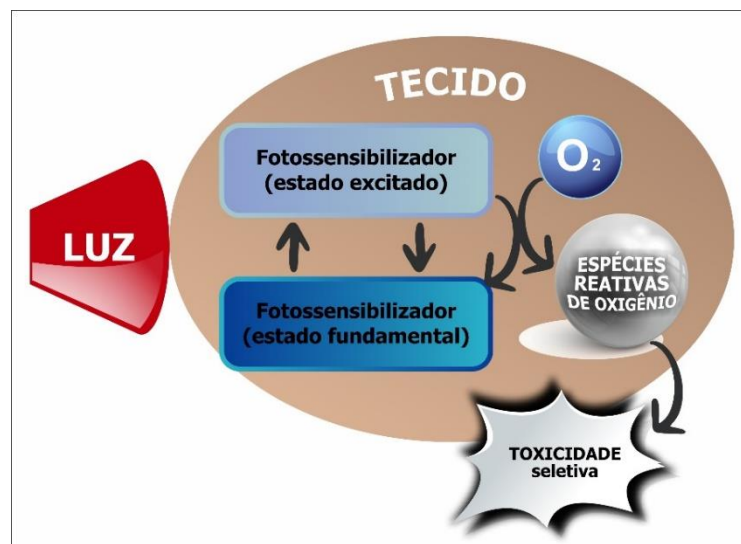 TECIDO
Fotossensibilizador
(estado excitado)
O₂
LUZ
ESPÉCIES
REATIVAS
DE OXIGÊNIO
Fotossensibilizador
(estado fundamental)
TOXICIDADE
seletiva